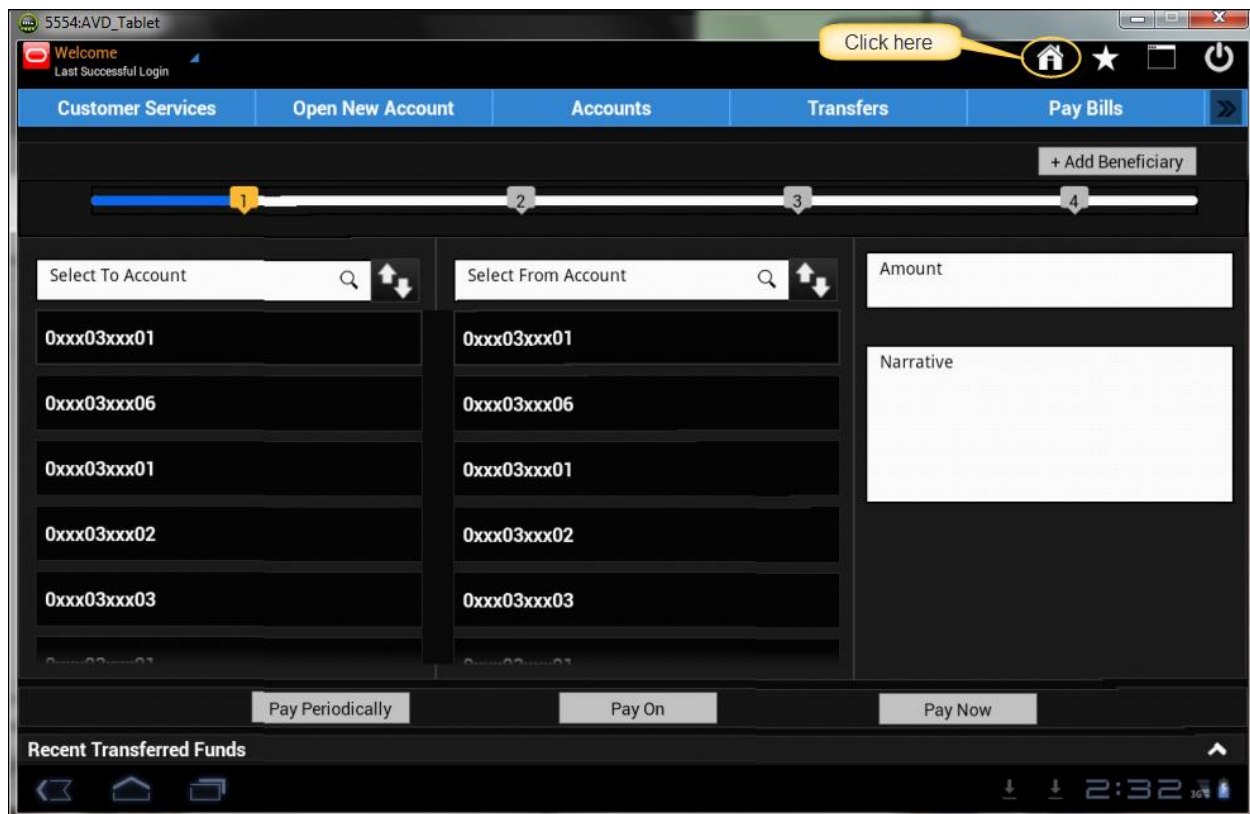 5554:AVD_Tablet
Click here
Welcome
Last Successful Login
Customer Services Open New Account Accounts Transfers Pay Bills
+ Add Beneficiary
1 2 3 4
Select To Account Select From Account Amount
0xxx03xxx01 0xxx03xxx01
Narrative
0xxx03xxx06 0xxx03xxx06
0xxx03xxx01 0xxx03xxx01
0xxx03xxx02 0xxx03xxx02
0xxx03xxx03 0xxx03xxx03
Pay Periodically Pay On Pay Now
Recent Transferred Funds
2:32 3G